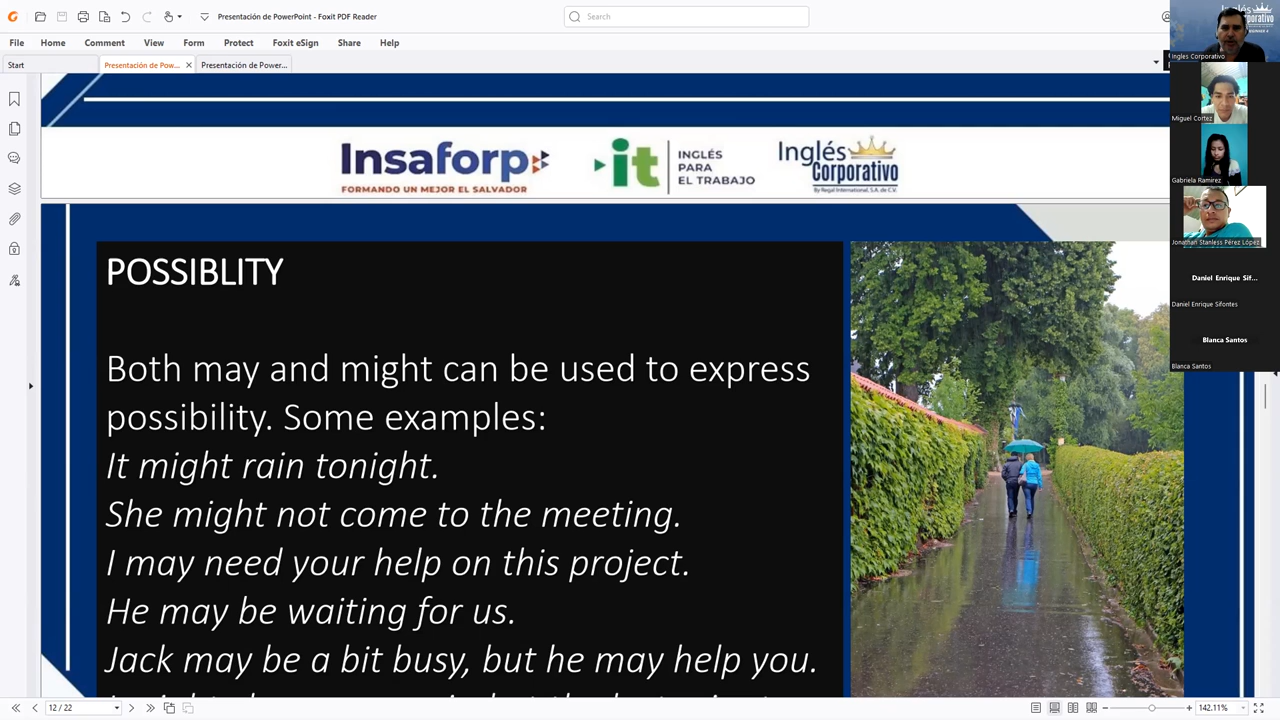 Presentación de PowerPoint - Foxit PDF Reader
Search
File Home Comment View Form Protect Foxit eSign Share Help
Start
Presentación de Pow...
Presentación de Power...
Insaforp
FORMANDO UN MEJOR EL SALVADOR
it
INGLÉS
PARA
EL TRABAJO
Inglés
Corporativo
By Regal International, S.A. de C.V.
POSSIBLITY
Both may and might can be used to express
possibility. Some examples:
It might rain tonight.
She might not come to the meeting.
I may need your help on this project.
He may be waiting for us.
Jack may be a bit busy, but he may help you.
Ingles Corporativo
Miguel Cortez
Gabriela Ramirez
Jonathan Stanless Pérez López
Daniel Enrique Sif...
Daniel Enrique Sifontes
Blanca Santos
Blanca Santos
12 / 22
142.11%